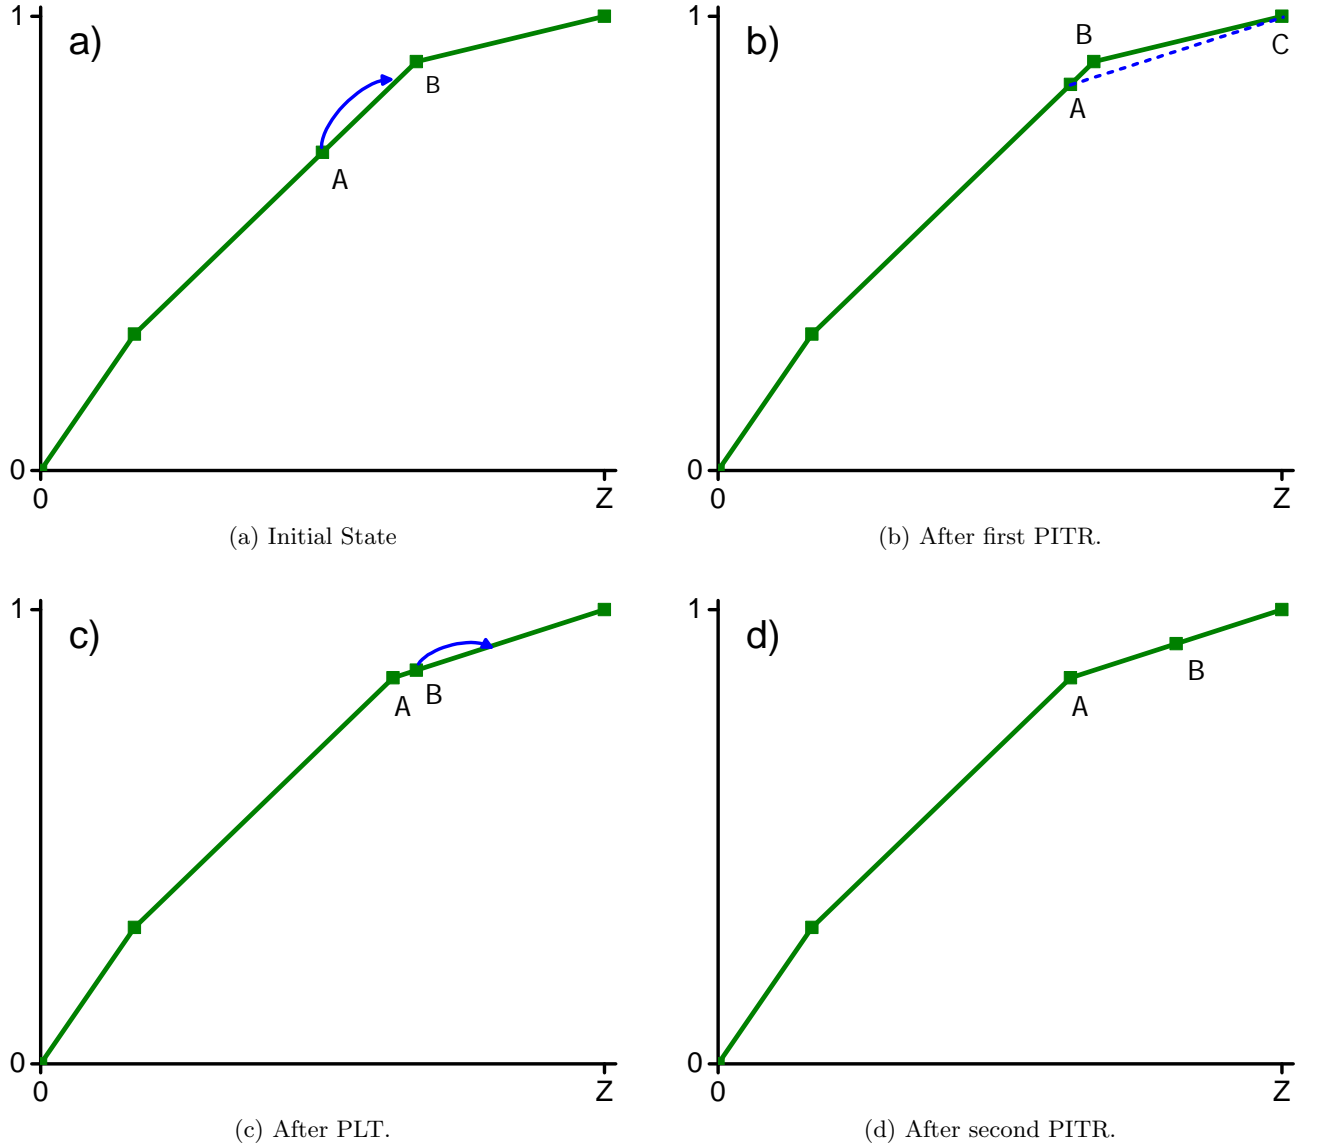 1
a)
B
A
0
0
Z
(a) Initial State
1
b)
B
C
A
0
0
Z
(b) After first PITR.
1
c)
A
B
0
0
Z
(c) After PLT.
1
d)
B
A
0
0
Z
(d) After second PITR.